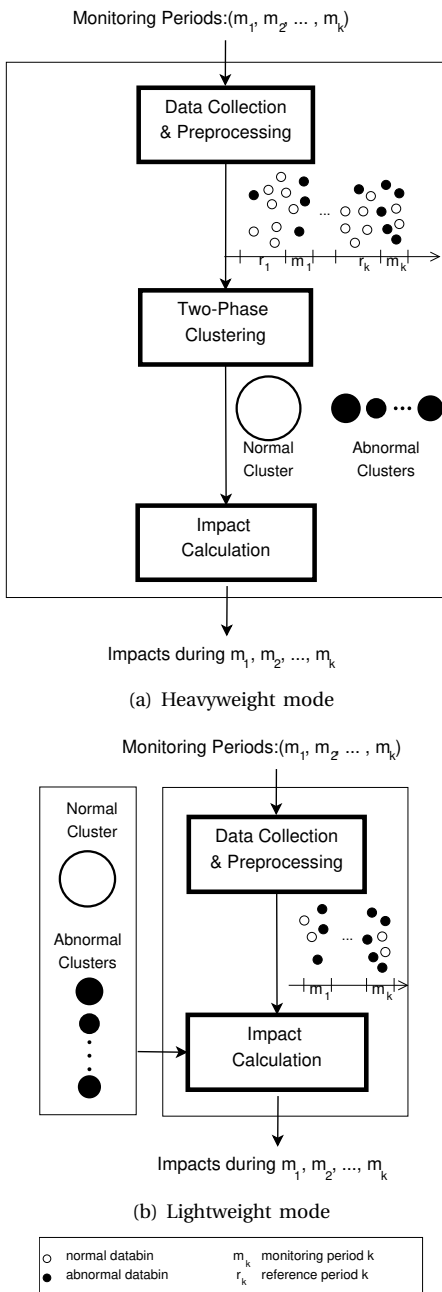 Monitoring Periods:(m1, m2, ... , mk)
Data Collection
& Preprocessing
...
r1 m1 rk mk
Two-Phase
Clustering
Normal
Cluster
Abnormal
Clusters
Impact
Calculation
Impacts during m1, m2, ..., mk
(a) Heavyweight mode
Monitoring Periods:(m1, m2, ... , mk)
Normal
Cluster
Abnormal
Clusters
Data Collection
& Preprocessing
...
m1 mk
Impact
Calculation
Impacts during m1, m2, ..., mk
(b) Lightweight mode
normal databin mk monitoring period k
abnormal databin rk reference period k